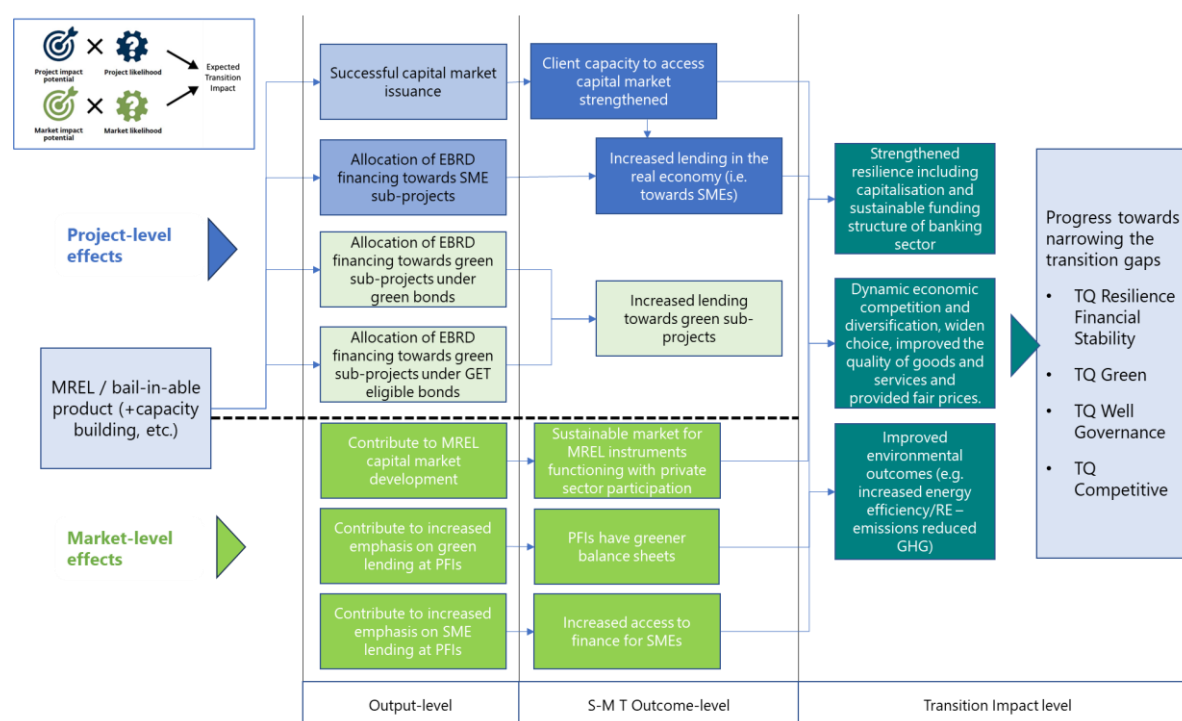 Project impact
potential
Project likelihood
Market impact
potential
Market likelihood
Expected
Transition
Impact
Project-level
effects
MREL / bail-in-able
product (+capacity
building, etc.)
Market-level
effects
Successful capital market
issuance
Allocation of EBRD
financing towards SME
sub-projects
Allocation of EBRD
financing towards green
sub-projects under
green bonds
Allocation of EBRD
financing towards green
sub-projects under GET
eligible bonds
Contribute to MREL
capital market
development
Contribute to increased
emphasis on green
lending at PFIs
Contribute to increased
emphasis on SME
lending at PFIs
Client capacity to access
capital market
strengthened
Increased lending in the
real economy (i.e.
towards SMEs)
Increased lending
towards green sub-
projects
Sustainable market for
MREL instruments
functioning with private
sector participation
PFIs have greener
balance sheets
Increased access to
finance for SMEs
Strengthened
resilience including
capitalisation and
sustainable funding
structure of banking
sector
Dynamic economic
competition and
diversification, widen
choice, improved the
quality of goods and
services and
provided fair prices.
Improved
environmental
outcomes (e.g.
increased energy
efficiency/RE –
emissions reduced
GHG)
Progress towards
narrowing the
transition gaps
• TQ Resilience
Financial
Stability
• TQ Green
• TQ Well
Governance
• TQ
Competitive
Output-level
S-M T Outcome-level
Transition Impact level